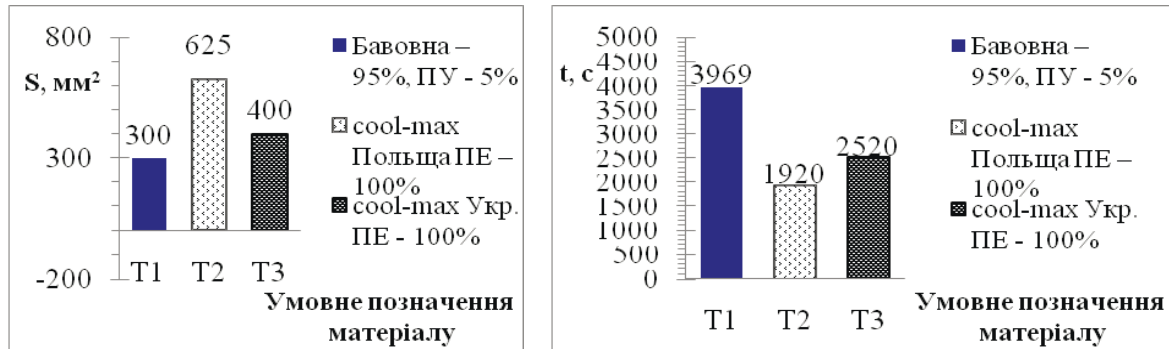 800
S, мм²
300
-200
625
300
400
T1 T2 T3
Бавовна –
95%, ПУ - 5%
cool-max
Польща ПЕ –
100%
cool-max Укр.
ПЕ - 100%
Умовне позначення
матеріалу
5000
4500
4000
3500
3000
2500
2000
1500
1000
500
0
t, с
3969
1920
2520
T1 T2 T3
Бавовна –
95%, ПУ - 5%
cool-max
Польща ПЕ –
100%
cool-max Укр.
ПЕ - 100%
Умовне позначення
матеріалу